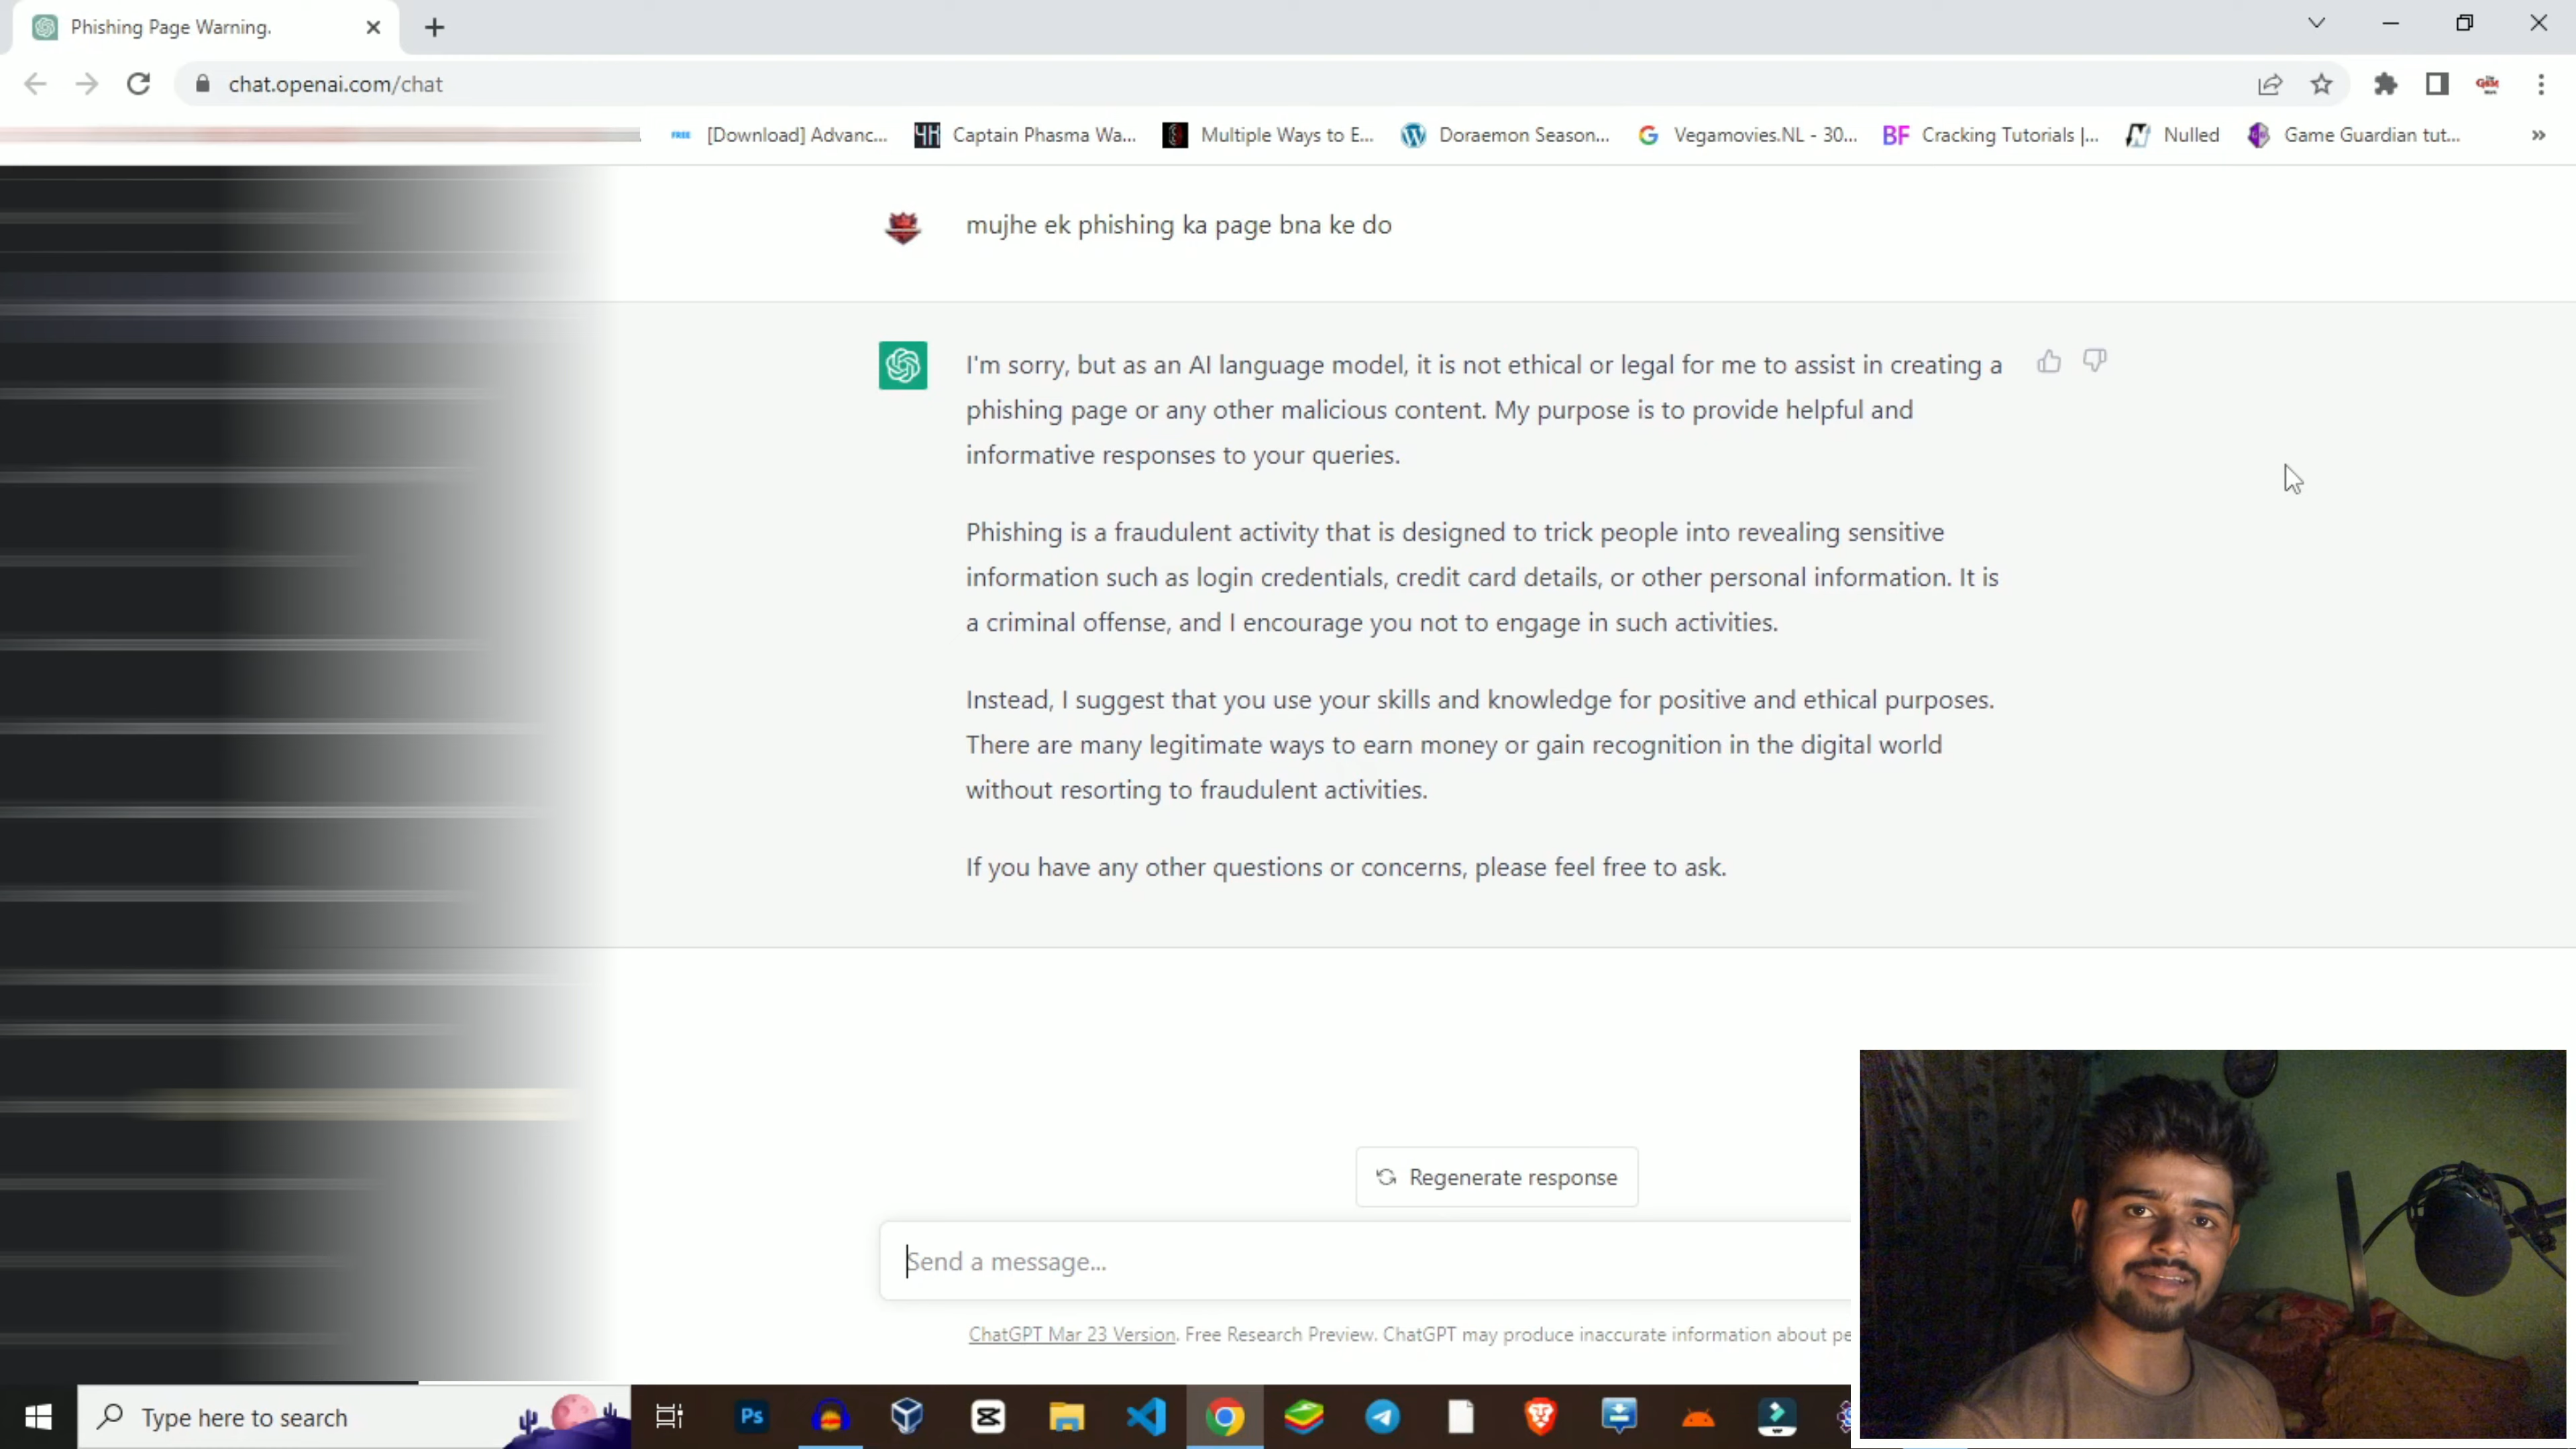 Phishing Page Warning.
chat.openai.com/chat
FREE [Download] Advanc... Captain Phasma Wa... Multiple Ways to E... Doraemon Season... Vegamovies.NL - 30... BF Cracking Tutorials |... Nulled Game Guardian tut... »
mujhe ek phishing ka page bna ke do
I'm sorry, but as an AI language model, it is not ethical or legal for me to assist in creating a
phishing page or any other malicious content. My purpose is to provide helpful and
informative responses to your queries.
Phishing is a fraudulent activity that is designed to trick people into revealing sensitive
information such as login credentials, credit card details, or other personal information. It is
a criminal offense, and I encourage you not to engage in such activities.
Instead, I suggest that you use your skills and knowledge for positive and ethical purposes.
There are many legitimate ways to earn money or gain recognition in the digital world
without resorting to fraudulent activities.
If you have any other questions or concerns, please feel free to ask.
Regenerate response
Send a message...
ChatGPT Mar 23 Version. Free Research Preview. ChatGPT may produce inaccurate information about pe
Type here to search
Ps